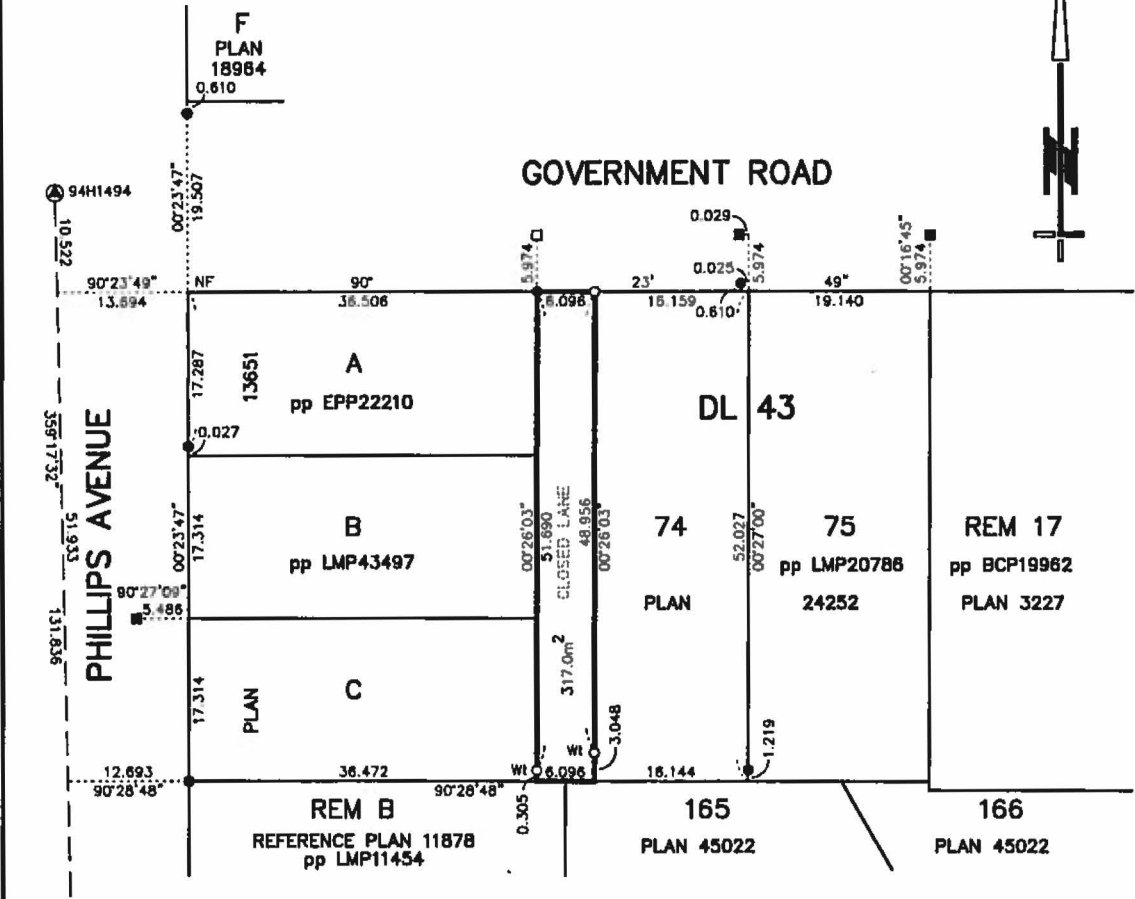 F
PLAN
18984
0.610
00°23'47"
19.507
94H1494
10.522
GOVERNMENT ROAD
0.029
5.974
5.974
0.025
00°16'45"
5.974
90°23'49"
13.694
NF
90°
36.506
6.096
23'
16.159
0.610
49"
19.140
17.287
13651
A
pp EPP22210
0.027
DL 43
PHILLIPS AVENUE
359°17'32"
51.933
131.836
00°23'47"
17.314
B
pp LMP43497
90°27'09"
5.486
00°26'03"
51.690
CLOSED LANE
48.956
00°26'03"
317.0m2
74
PLAN
52.027
00°27'00"
75
pp LMP20786
24252
REM 17
pp BCP19962
PLAN 3227
17.314
PLAN
C
Wt
3.048
1.219
12.693
90°28'48"
36.472
90°28'48"
Wt
6.096
0.305
16.144
REM B
REFERENCE PLAN 11878
pp LMP11454
165
PLAN 45022
166
PLAN 45022